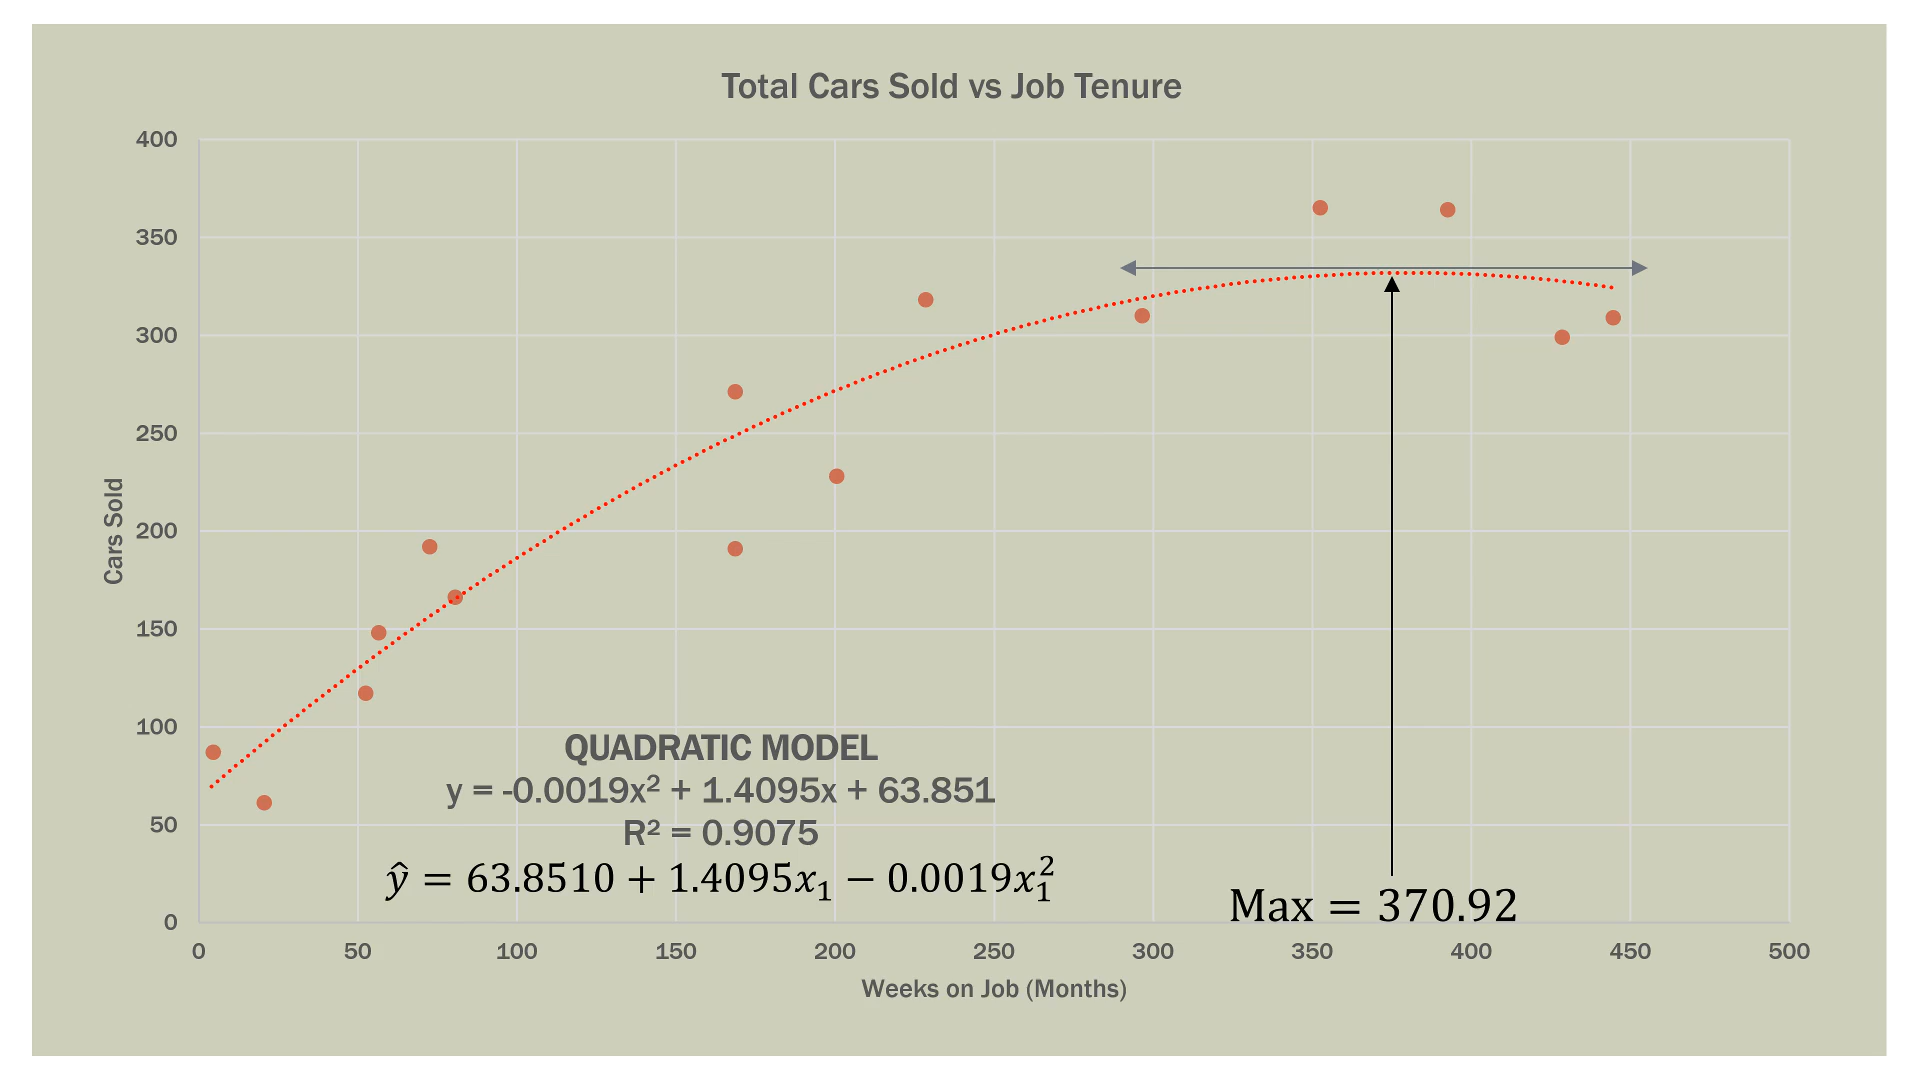 Total Cars Sold vs Job Tenure
400
350
300
250
200
150
100
50
0
Cars Sold
QUADRATIC MODEL
y = -0.0019x² + 1.4095x + 63.851
R² = 0.9075
ŷ = 63.8510 + 1.4095x₁ − 0.0019x₁²
Max = 370.92
0 50 100 150 200 250 300 350 400 450 500
Weeks on Job (Months)